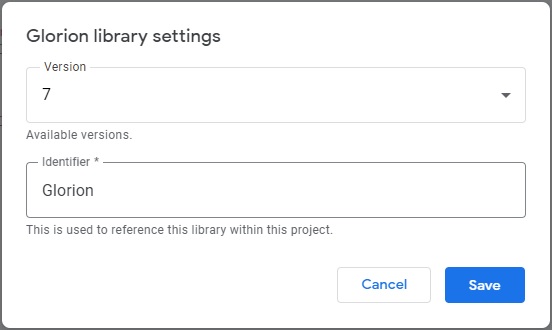 Glorion library settings
Version
7
Available versions.
Identifier *
Glorion
This is used to reference this library within this project.
Cancel
Save